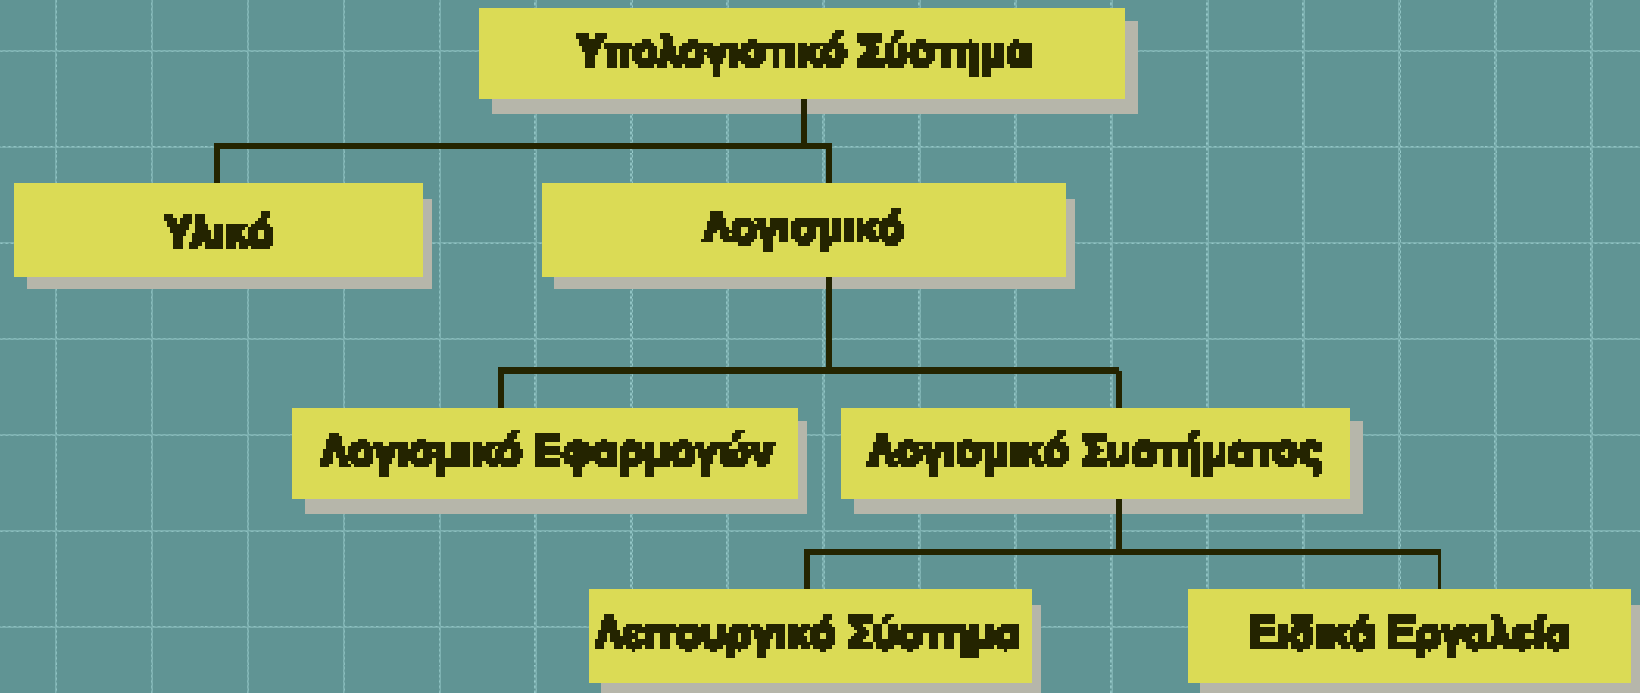 Υπολογιστικό Σύστημα
Υλικό
Λογισμικό
Λογισμικό Εφαρμογών
Λογισμικό Συστήματος
Λειτουργικό Σύστημα
Ειδικά Εργαλεία